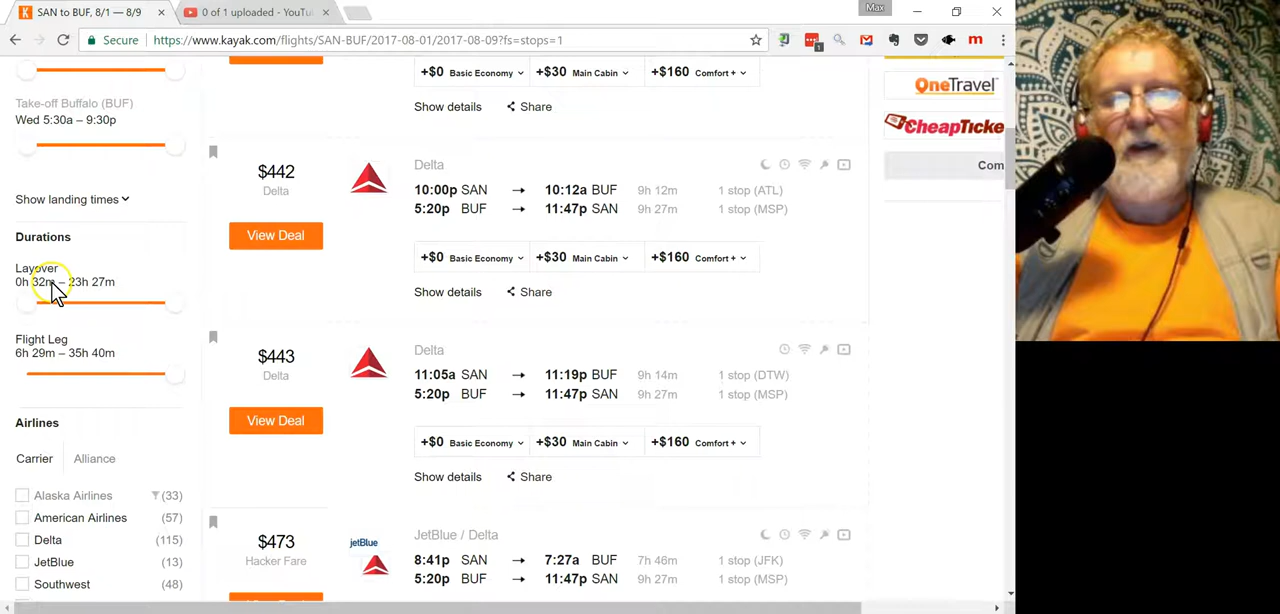 SAN to BUF, 8/1 — 8/9
0 of 1 uploaded - YouTu
Max
Secure
https://www.kayak.com/flights/SAN-BUF/2017-08-01/2017-08-09?fs=stops=1
1
m
Take-off Buffalo (BUF)
Wed 5:30a – 9:30p
Show landing times
Durations
Layover
0h 32m – 23h 27m
Flight Leg
6h 29m – 35h 40m
Airlines
Carrier
Alliance
Alaska Airlines (33)
American Airlines (57)
Delta (115)
JetBlue (13)
Southwest (48)
+$0 Basic Economy
+$30 Main Cabin
+$160 Comfort +
Show details
Share
$442
Delta
View Deal
Delta
10:00p SAN → 10:12a BUF 9h 12m 1 stop (ATL)
5:20p BUF → 11:47p SAN 9h 27m 1 stop (MSP)
+$0 Basic Economy
+$30 Main Cabin
+$160 Comfort +
Show details
Share
$443
Delta
View Deal
Delta
11:05a SAN → 11:19p BUF 9h 14m 1 stop (DTW)
5:20p BUF → 11:47p SAN 9h 27m 1 stop (MSP)
+$0 Basic Economy
+$30 Main Cabin
+$160 Comfort +
Show details
Share
$473
Hacker Fare
jetBlue
JetBlue / Delta
8:41p SAN → 7:27a BUF 7h 46m 1 stop (JFK)
5:20p BUF → 11:47p SAN 9h 27m 1 stop (MSP)
OneTravel
CheapTicke
Com